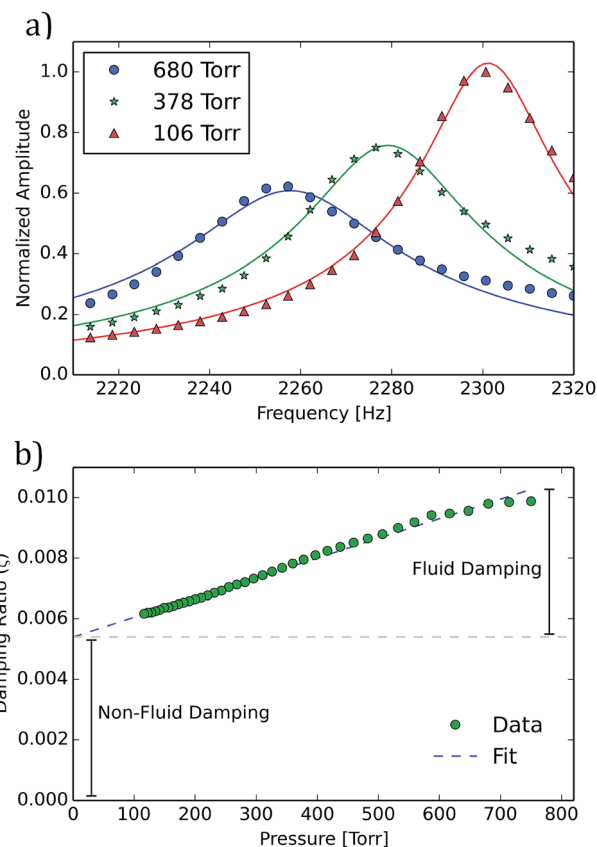 a)
680 Torr
378 Torr
106 Torr
Normalized Amplitude
1.0
0.8
0.6
0.4
0.2
0.0
2220 2240 2260 2280 2300 2320
Frequency [Hz]
b)
Damping Ratio (ζ)
0.010
0.008
0.006
0.004
0.002
0.000
Fluid Damping
Non-Fluid Damping
Data
Fit
0 100 200 300 400 500 600 700 800
Pressure [Torr]